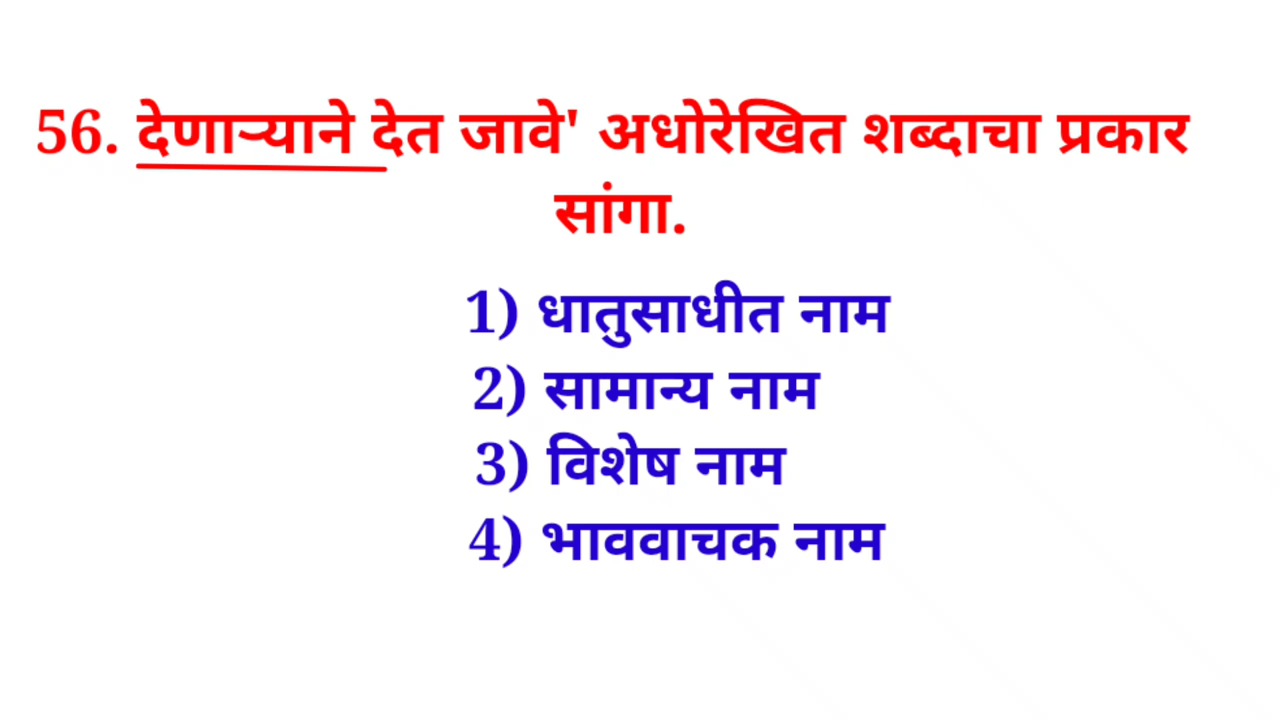 56. देणाऱ्याने देत जावे' अधोरेखित शब्दाचा प्रकार
सांगा.
1) धातुसाधीत नाम
2) सामान्य नाम
3) विशेष नाम
4) भाववाचक नाम